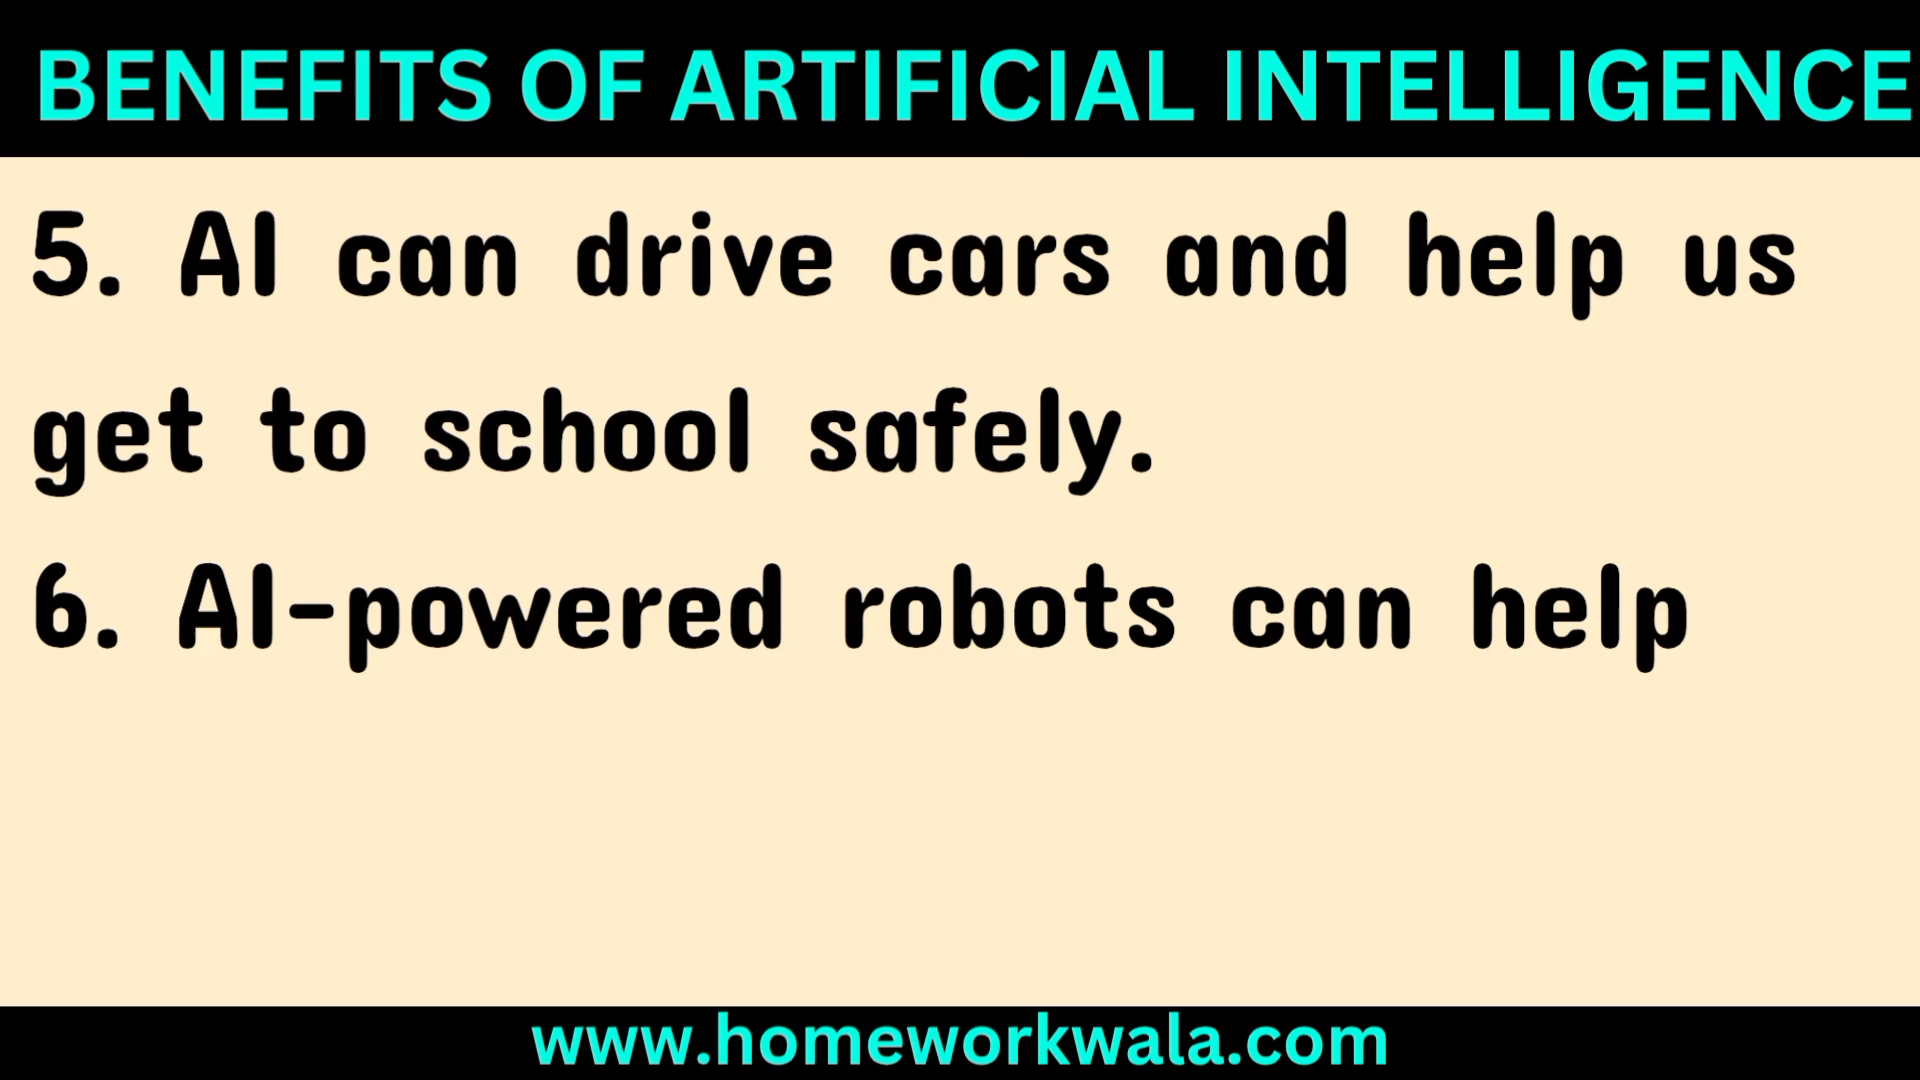 BENEFITS OF ARTIFICIAL INTELLIGENCE
5. AI can drive cars and help us
get to school safely.
6. AI-powered robots can help
www.homeworkwala.com